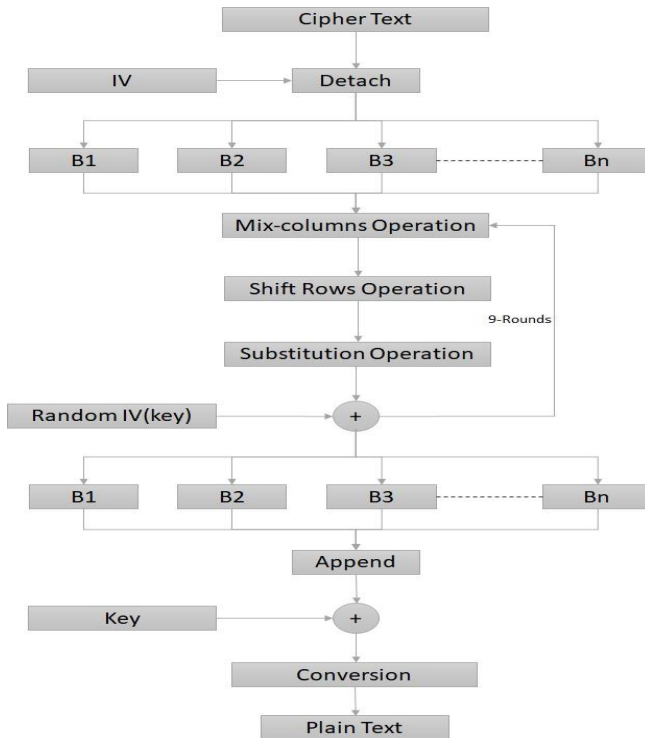 Cipher Text
IV
Detach
B1
B2
B3
Bn
Mix-columns Operation
Shift Rows Operation
9-Rounds
Substitution Operation
Random IV(key)
+
B1
B2
B3
Bn
Append
Key
+
Conversion
Plain Text